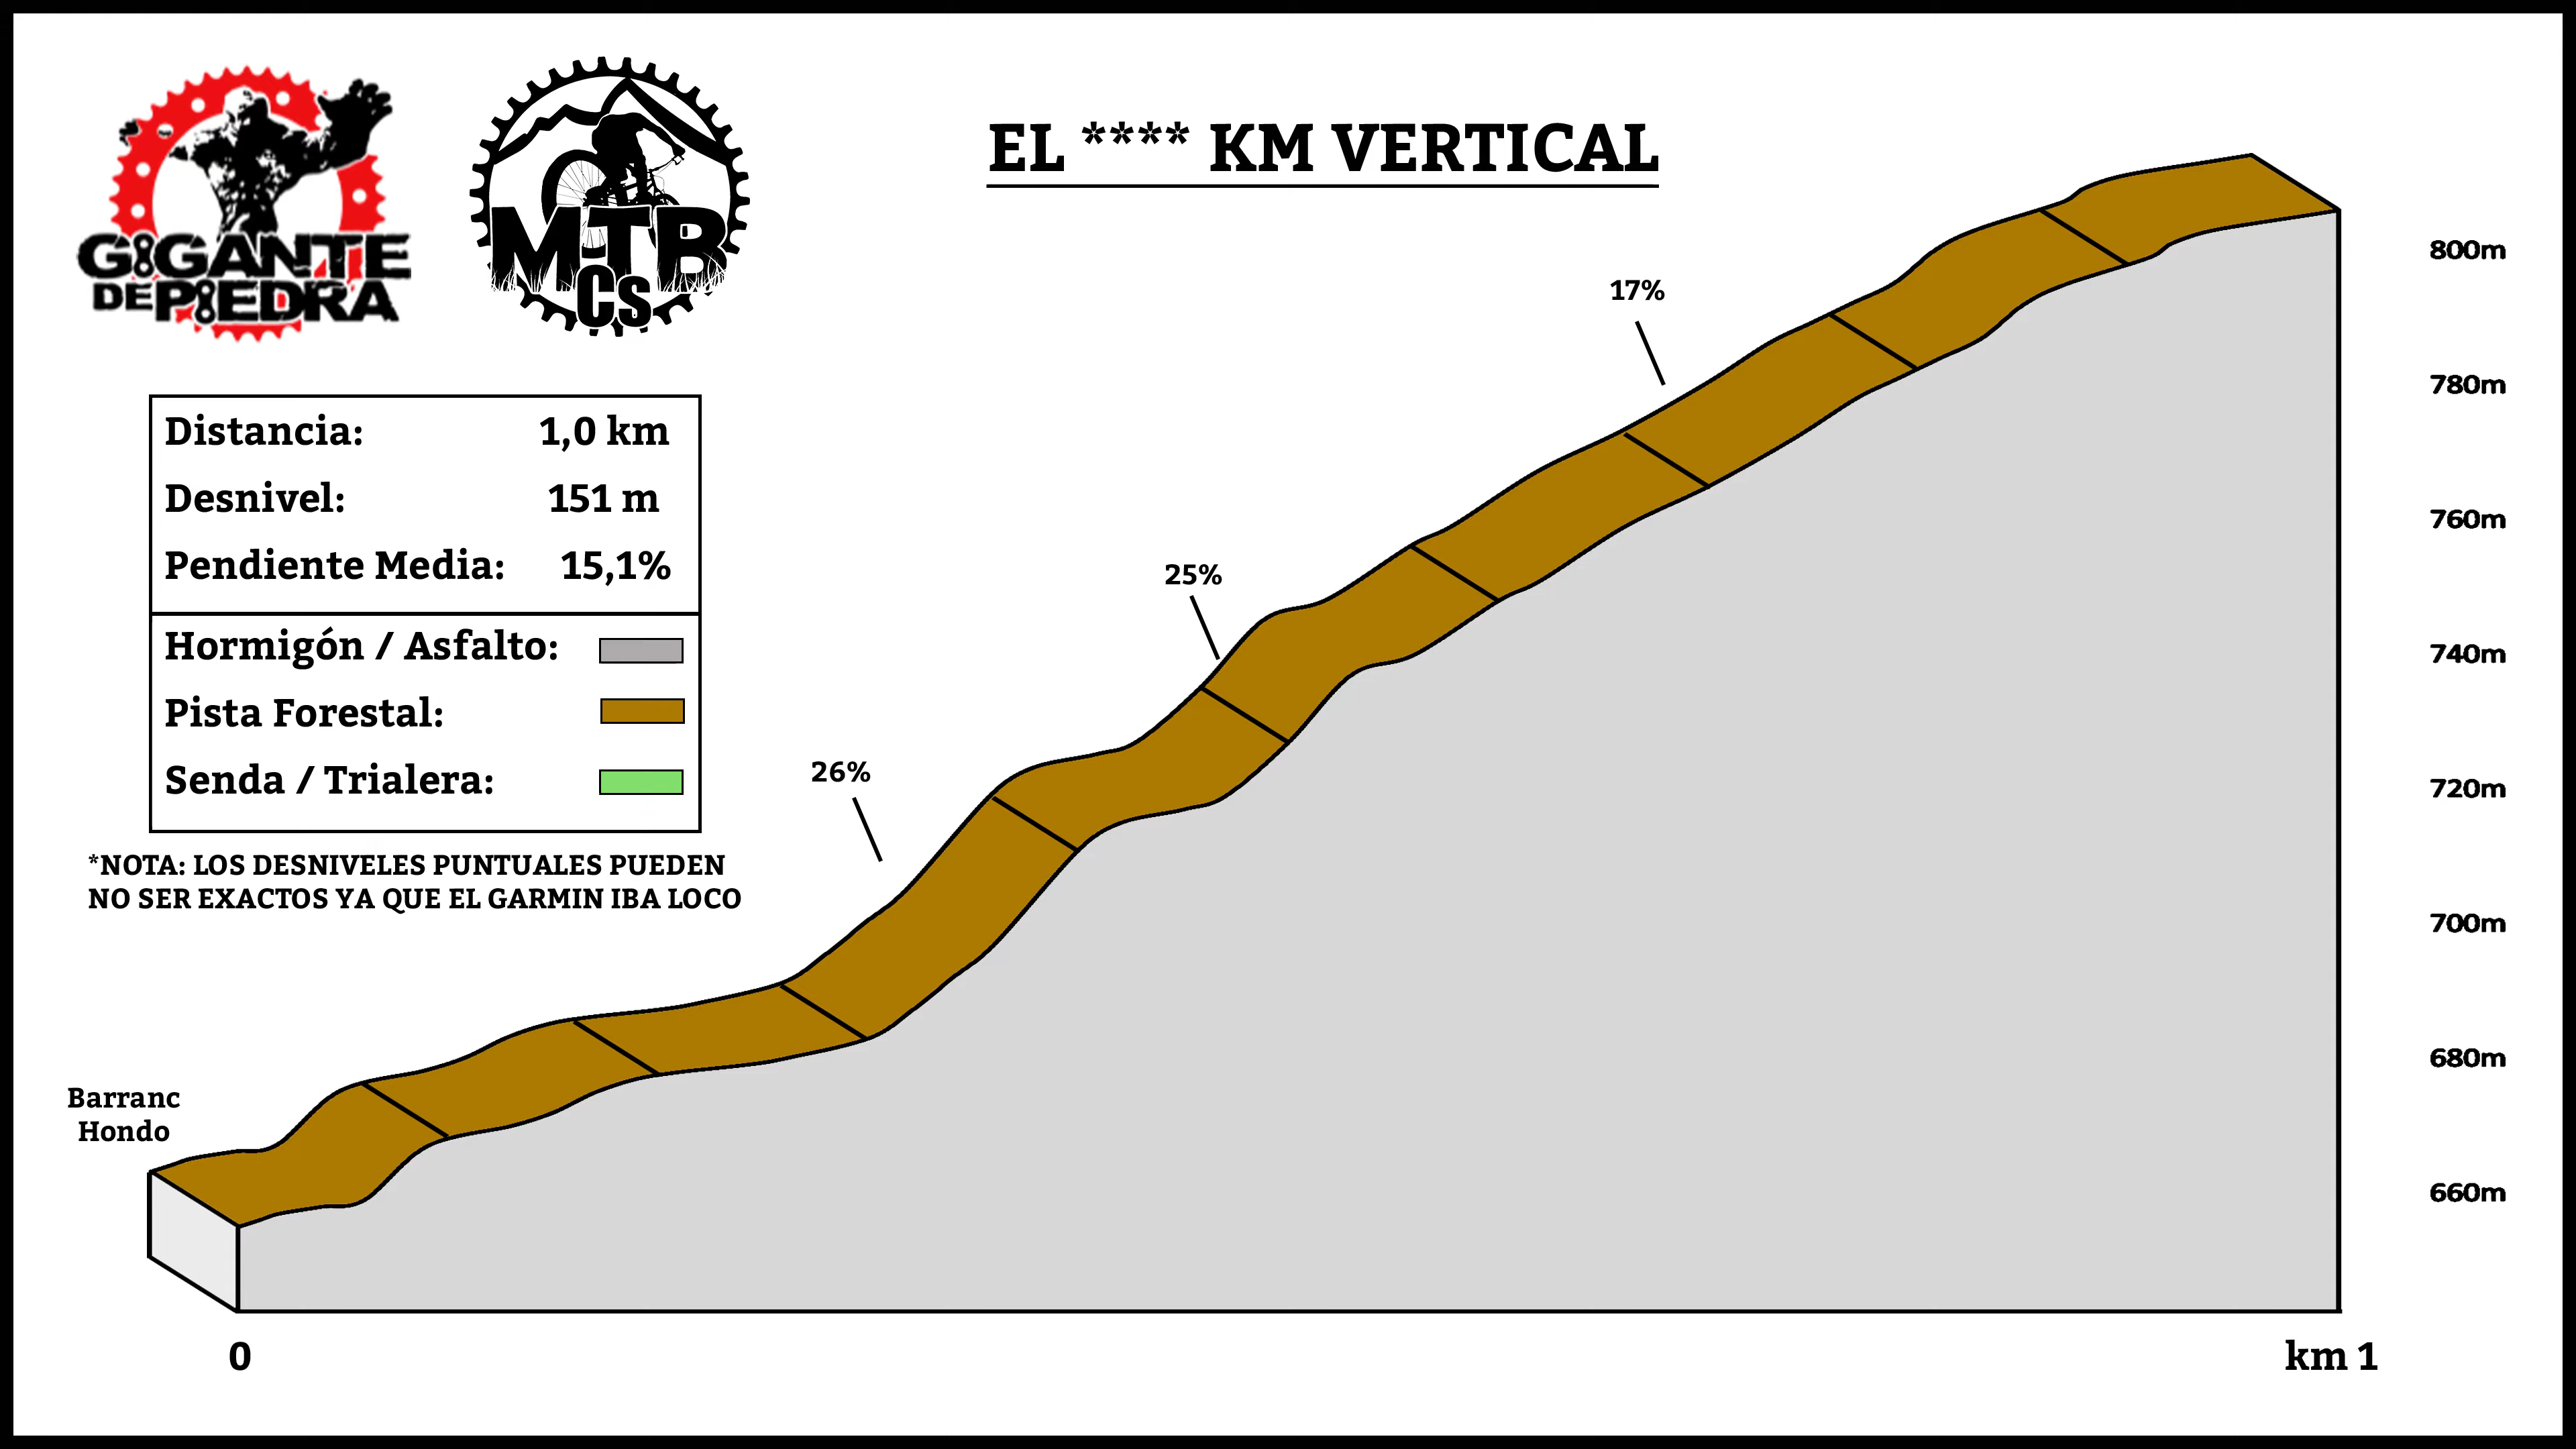 GIGANTE
DE PIEDRA
MTB
Cs
EL **** KM VERTICAL
Distancia: 1,0 km
Desnivel: 151 m
Pendiente Media: 15,1%
Hormigón / Asfalto:
Pista Forestal:
Senda / Trialera:
*NOTA: LOS DESNIVELES PUNTUALES PUEDEN
NO SER EXACTOS YA QUE EL GARMIN IBA LOCO
Barranc
Hondo
26%
25%
17%
800m
780m
760m
740m
720m
700m
680m
660m
0
km 1